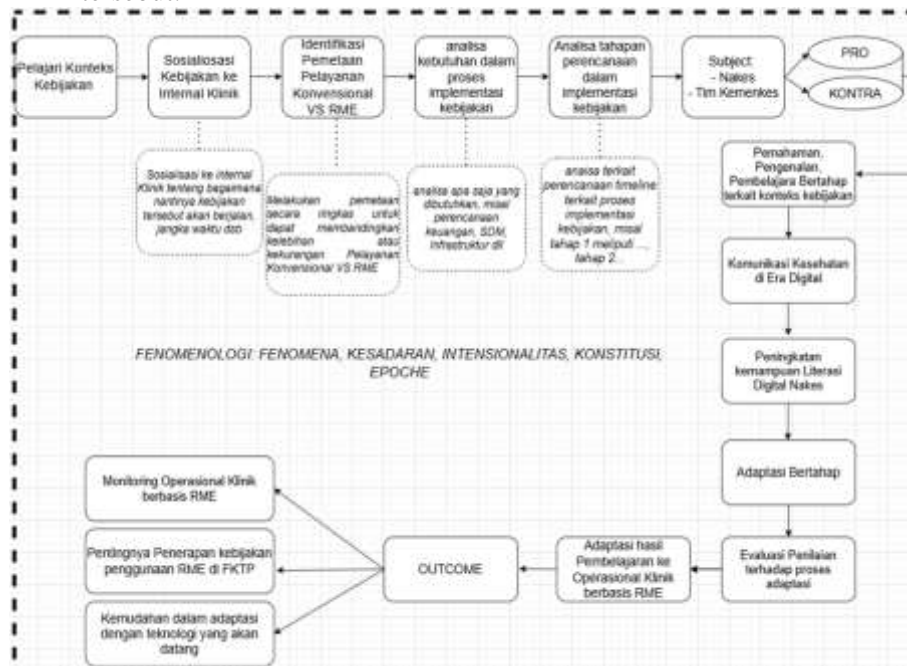 Pelajari Konteks
Kebijakan
Sosialiosasi
Kebijakan ke
Internal Klinik
Identifikasi
Pemetaan
Pelayanan
Konvensional
VS RME
analisa
kebutuhan dalam
proses
implementasi
kebijakan
Analisa tahapan
perencanaan
dalam
implementasi
kebijakan
Subject:
- Nakes
- Tim Kemenkes
PRO
KONTRA
Sosialisasi ke internal
Klinik tentang bagaimana
nantinya kebijakan
tersebut akan berjalan,
jangka waktu dsb
Melakukan pemetaan
secara ringkas untuk
dapat membandingkan
kelebihan atau
kekurangan Pelayanan
Konvensional VS RME
analisa apa saja yang
dibutuhkan, misal
perencanaan
keuangan, SDM,
infrastruktur dll
analisa terkait
perencanaan timeline
terkait proses
implementasi
kebijakan, misal
tahap 1 meliputi ...,
tahap 2...
Pemahaman,
Pengenalan,
Pembelajara Bertahap
terkait konteks kebijakan
Komunikasi Kesehatan
di Era Digital
Peningkatan
kemampuan Literasi
Digital Nakes
Adaptasi Bertahap
Evaluasi Penilaian
terhadap proses
adaptasi
Adaptasi hasil
Pembelajaran ke
Operasional Klinik
berbasis RME
OUTCOME
Monitoring Operasional Klinik
berbasis RME
Pentingnya Penerapan kebijakan
penggunaan RME di FKTP
Kemudahan dalam adaptasi
dengan teknologi yang akan
datang
FENOMENOLOGI: FENOMENA, KESADARAN, INTENSIONALITAS, KONSTITUSI,
EPOCHE